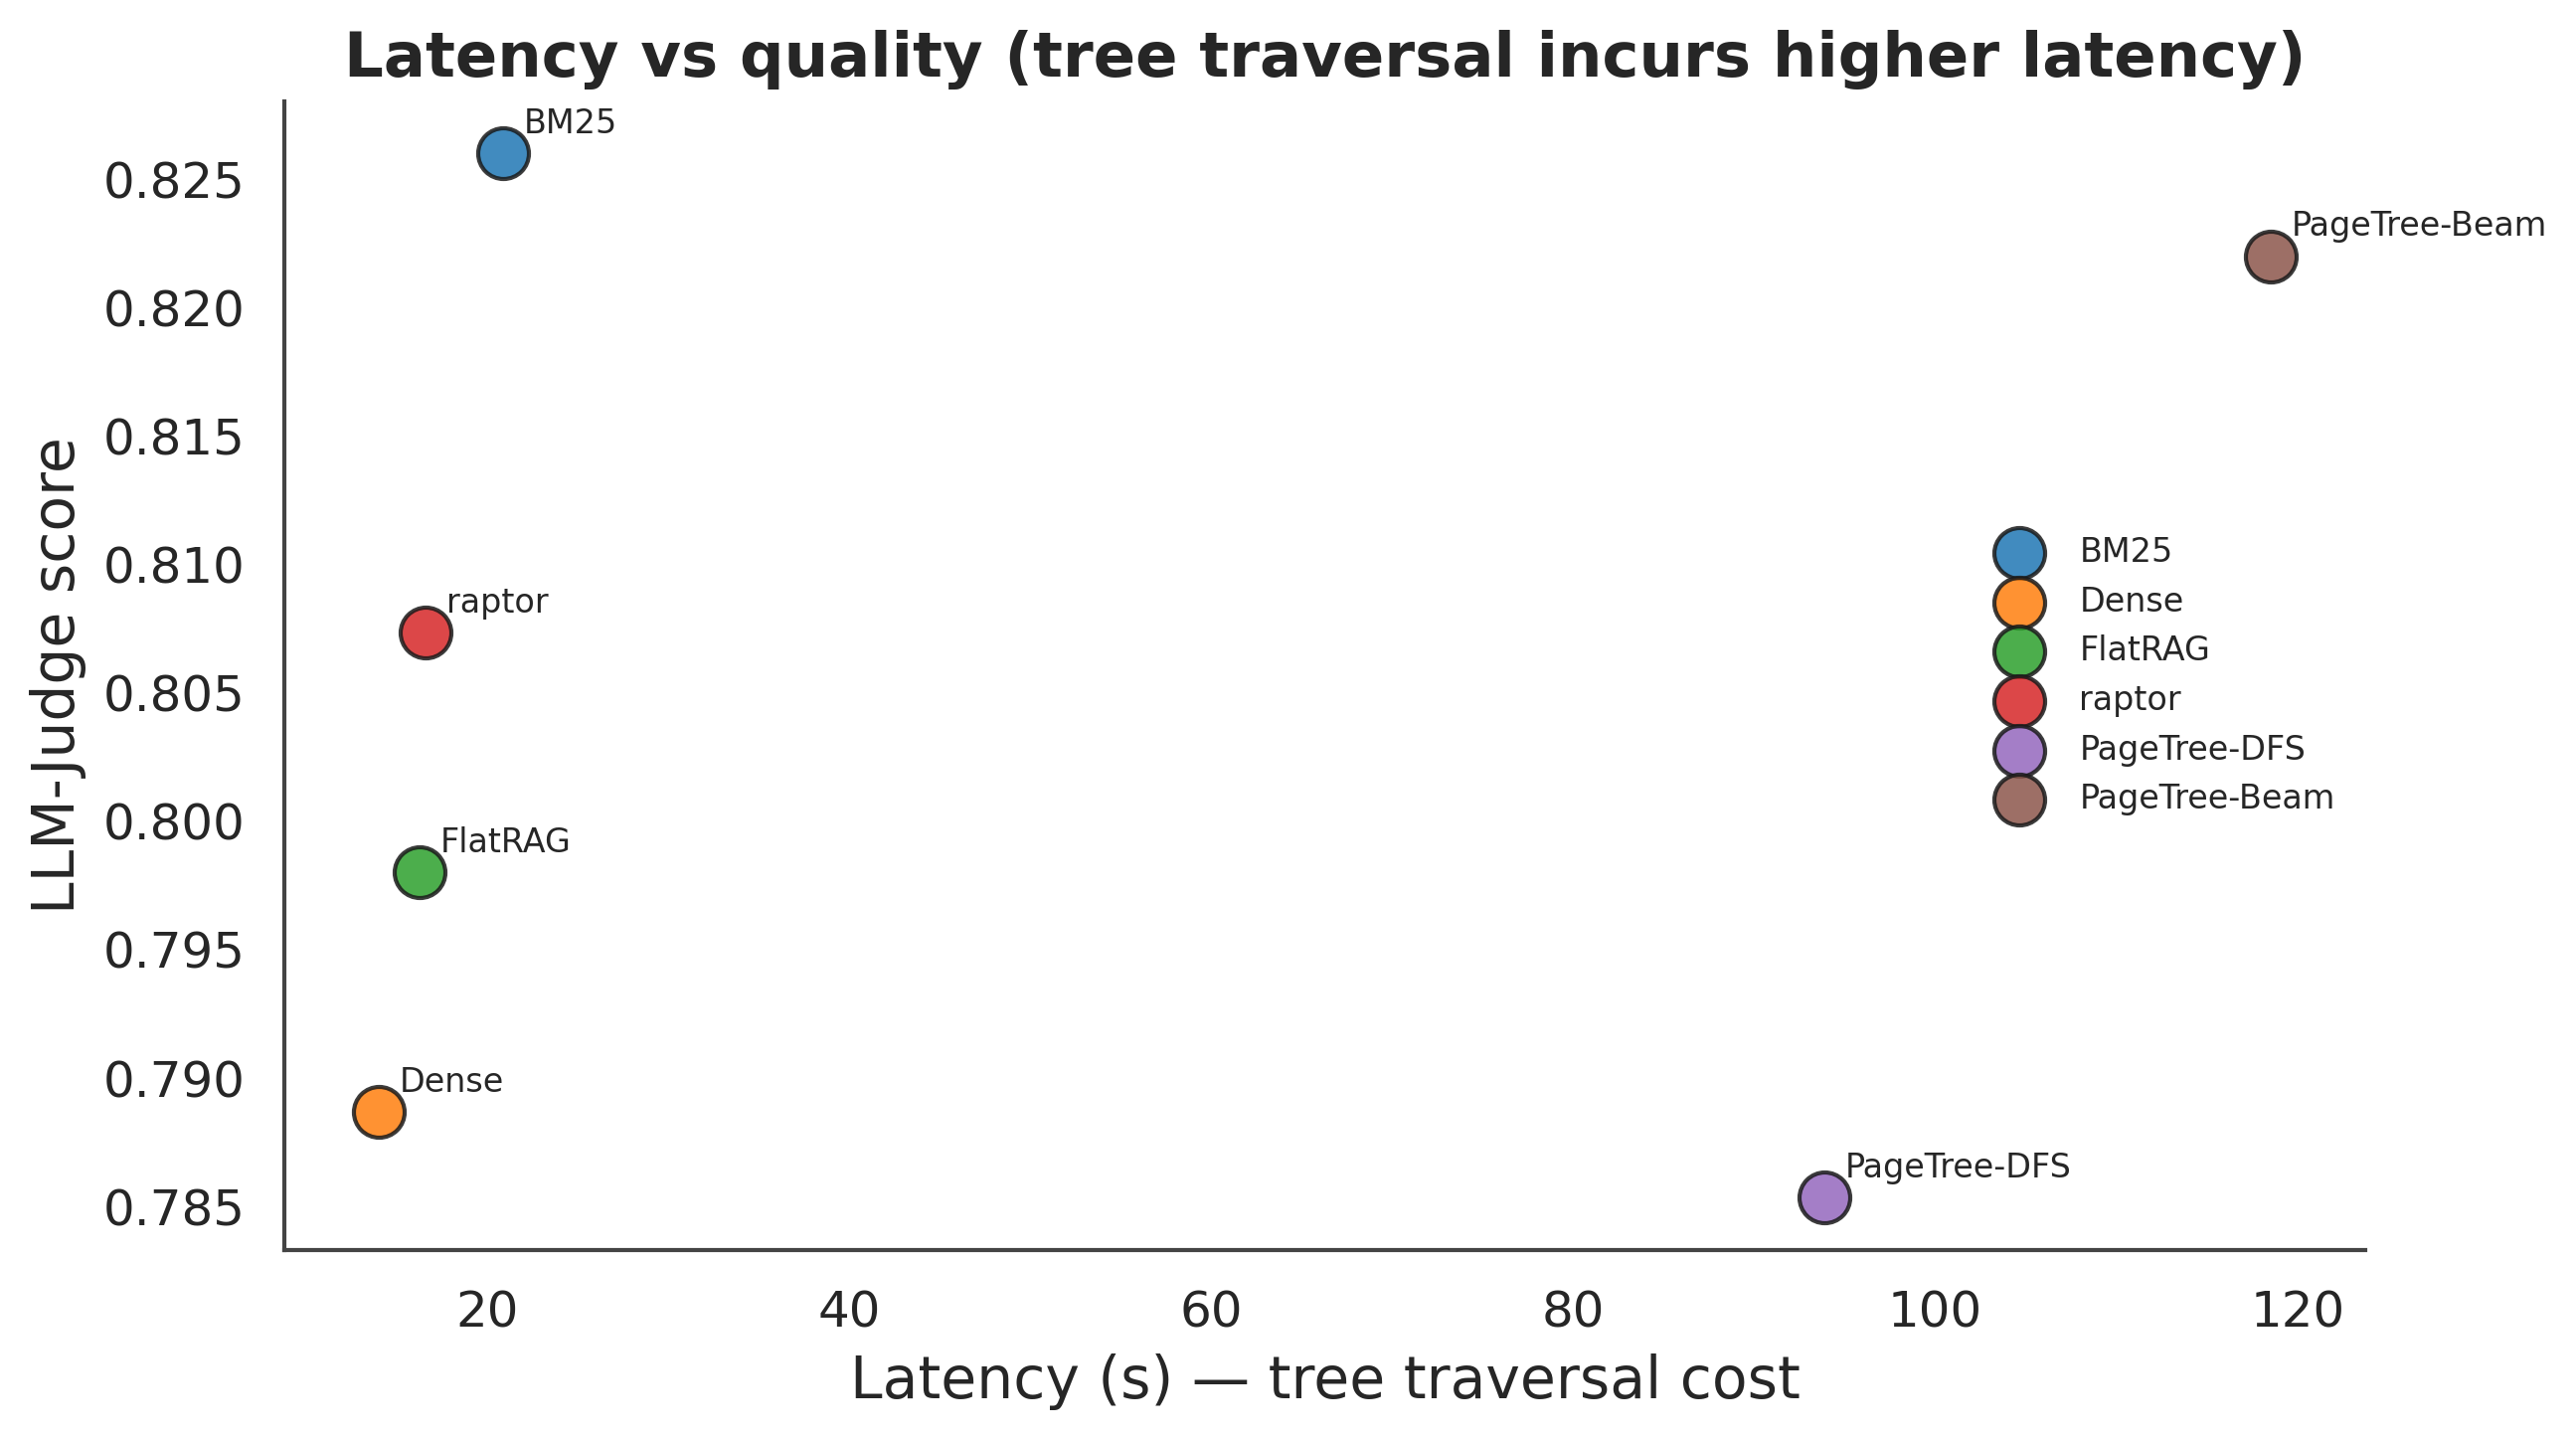 Latency vs quality (tree traversal incurs higher latency)
BM25
0.825
PageTree-Beam
0.820
0.815
0.810
BM25
Dense
raptor
FlatRAG
0.805
raptor
PageTree-DFS
0.800
PageTree-Beam
FlatRAG
LLM-Judge score
0.795
0.790
Dense
PageTree-DFS
0.785
20 40 60 80 100 120
Latency (s) — tree traversal cost